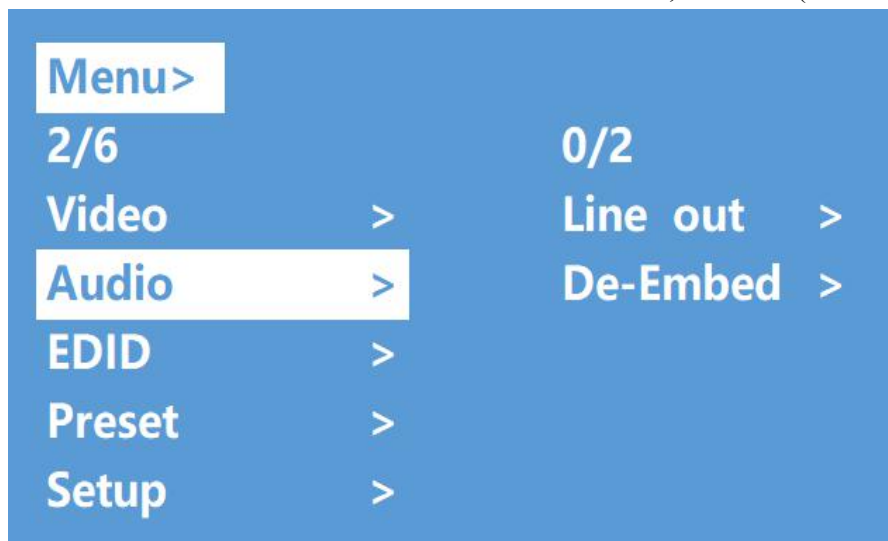 Menu>
2/6 0/2
Video > Line out >
Audio > De-Embed >
EDID >
Preset >
Setup >